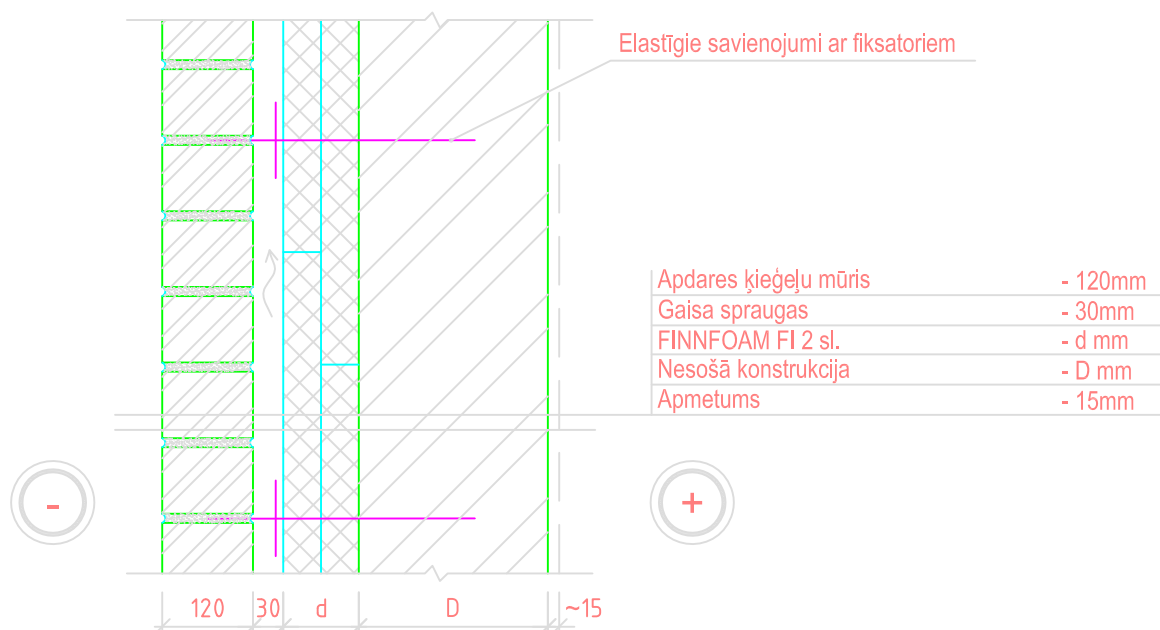 Elastīgie savienojumi ar fiksatoriem
Apdares ķieģeļu mūris - 120mm
Gaisa spraugas - 30mm
FINNFOAM FI 2 sl. - d mm
Nesošā konstrukcija - D mm
Apmetums - 15mm
- +
120 30 d D ~15